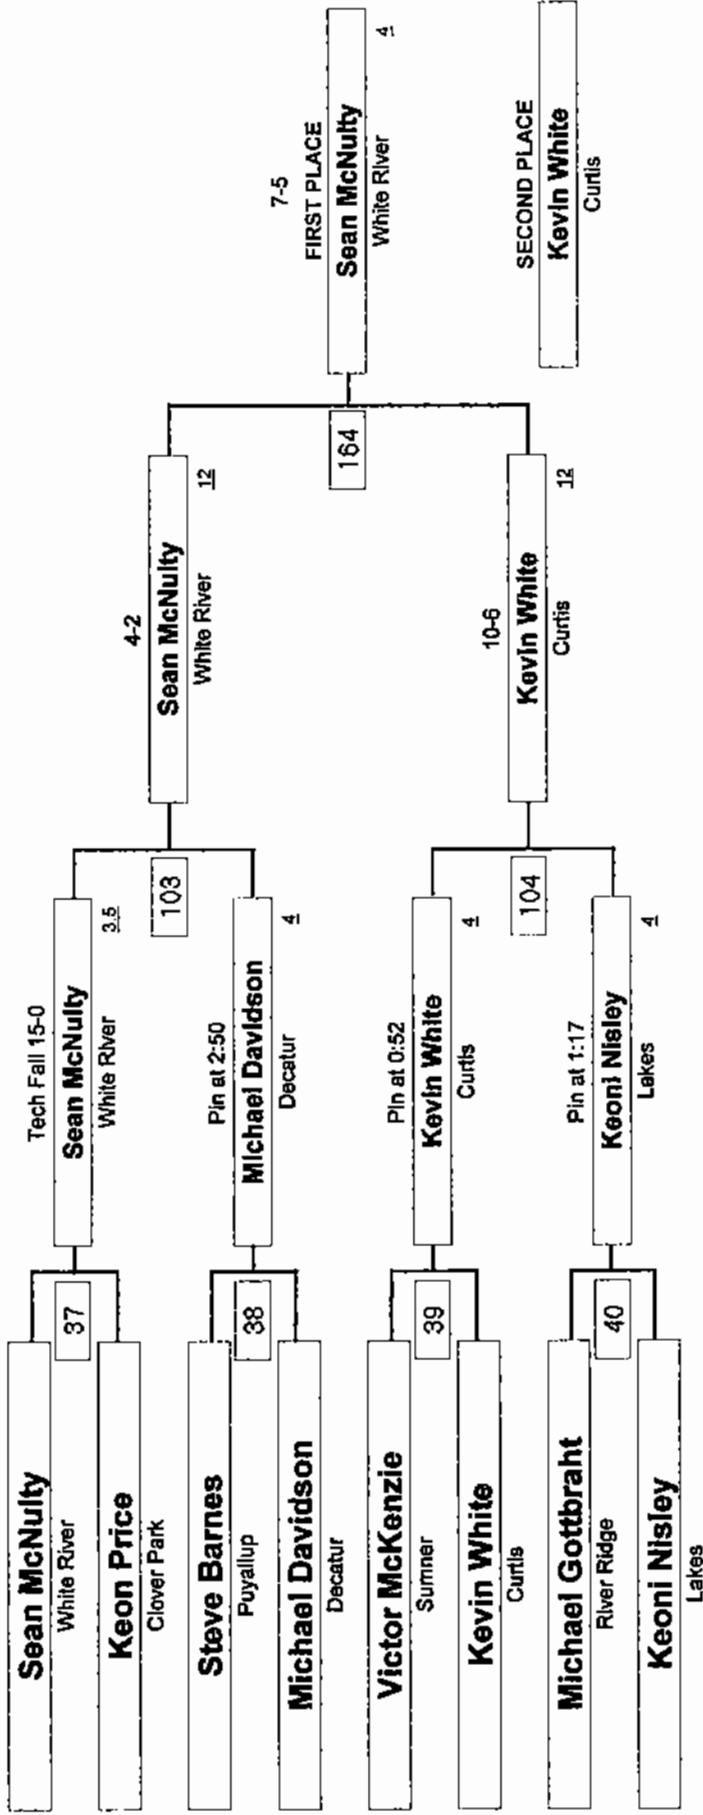 Sean McNulty
White River
37
Keon Price
Clover Park
Steve Barnes
Puyallup
38
Michael Davidson
Decatur
Victor McKenzie
Sumner
39
Kevin White
Curtis
Michael Gottbraht
River Ridge
40
Keoni Nisley
Lakes
Tech Fall 15-0
Sean McNulty
White River
3.5
103
Pin at 2:50
Michael Davidson
Decatur
4
Pin at 0:52
Kevin White
Curtis
4
104
Pin at 1:17
Keoni Nisley
Lakes
4
4-2
Sean McNulty
White River
12
164
10-6
Kevin White
Curtis
12
7-5
FIRST PLACE
Sean McNulty
White River
4
SECOND PLACE
Kevin White
Curtis